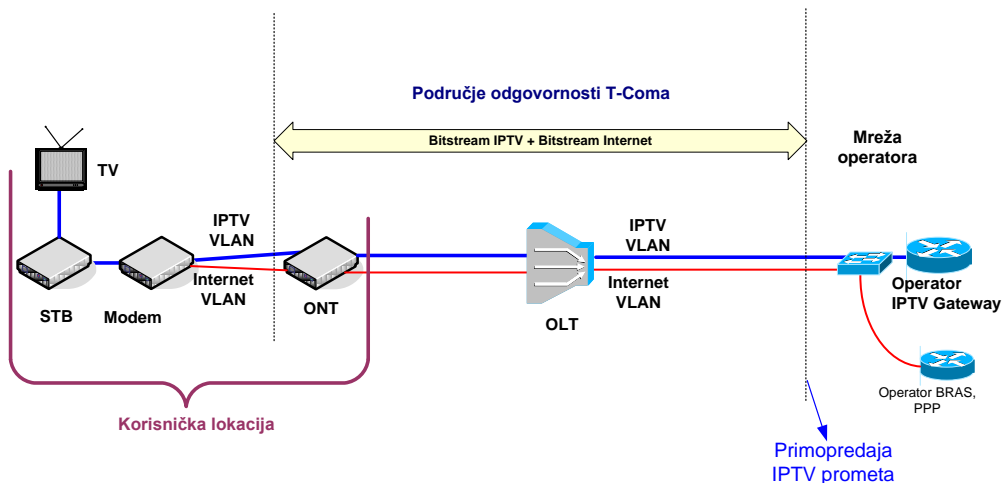 Područje odgovornosti T-Coma
Bitstream IPTV + Bitstream Internet
Mreža
operatora
TV
IPTV
VLAN
Internet
VLAN
STB
Modem
ONT
OLT
IPTV
VLAN
Internet
VLAN
Operator
IPTV Gateway
Operator BRAS,
PPP
Korisnička lokacija
Primopredaja
IPTV prometa